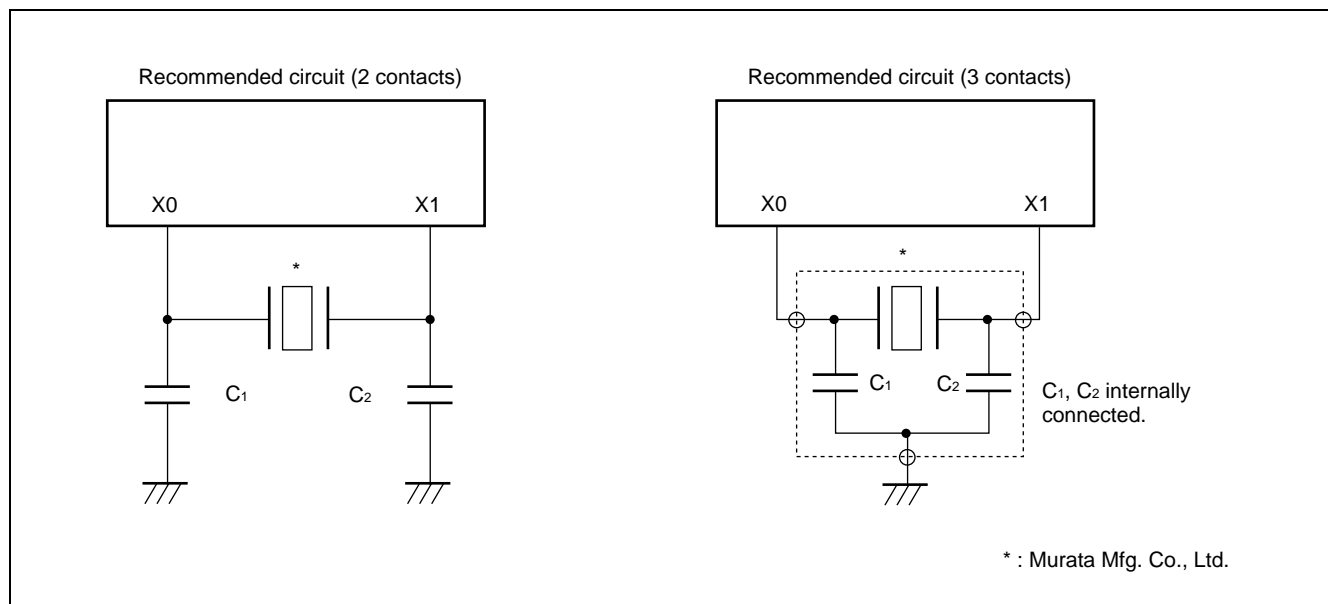 Recommended circuit (2 contacts)
X0 X1
*
C1 C2
Recommended circuit (3 contacts)
X0 X1
*
C1 C2
C1, C2 internally
connected.
* : Murata Mfg. Co., Ltd.